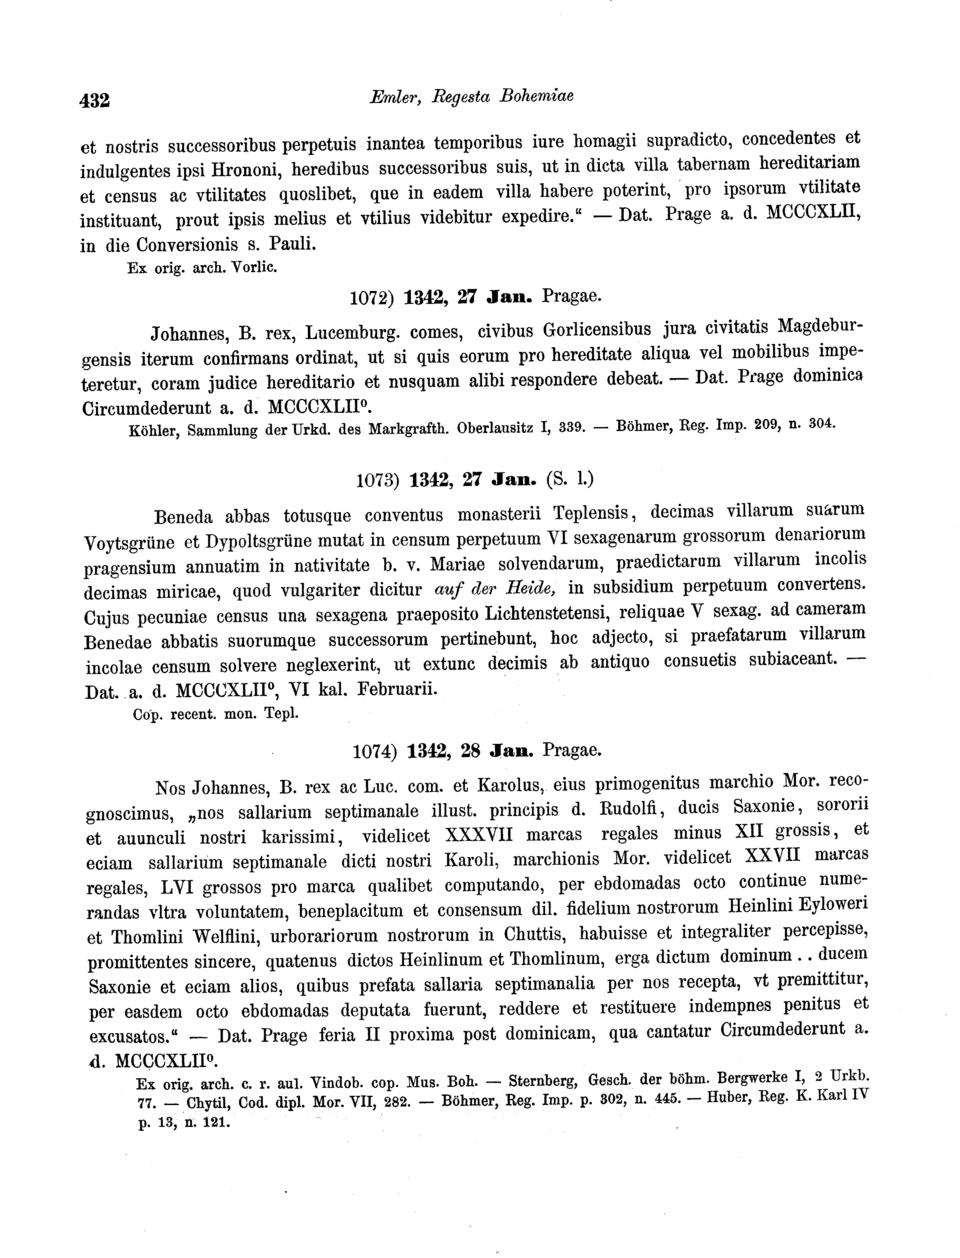 432 Emler, Regesta Bohemiae
et nostris successoribus perpetuis inantea temporibus iure homagii supradicto, concedentes et
indulgentes ipsi Hrononi, heredibus successoribus suis, ut in dicta villa tabernam hereditariam
et census ac vtilitates quoslibet, que in eadem villa habere poterint, pro ipsorum vtilitate
instituant, prout ipsis melius et vtilius videbitur expedire.“ — Dat. Prage a. d. MCCCXLII,
in die Conversionis s. Pauli.
Ex orig. arch. Vorlic.
1072) 1342, 27 Jan. Pragae.
Johannes, B. rex, Lucemburg. comes, civibus Gorlicensibus jura civitatis Magdebur-
gensis iterum confirmans ordinat, ut si quis eorum pro hereditate aliqua vel mobilibus impe-
teretur, coram judice hereditario et nusquam alibi respondere debeat. — Dat. Prage dominica
Circumdederunt a. d. MCCCXLII⁰.
Köhler, Sammlung der Urkd. des Markgrafth. Oberlausitz I, 339. — Böhmer, Reg. Imp. 209, n. 304.
1073) 1342, 27 Jan. (S. l.)
Beneda abbas totusque conventus monasterii Teplensis, decimas villarum suarum
Voytsgrüne et Dypoltsgrüne mutat in censum perpetuum VI sexagenarum grossorum denariorum
pragensium annuatim in nativitate b. v. Mariae solvendarum, praedictarum villarum incolis
decimas miricae, quod vulgariter dicitur auf der Heide, in subsidium perpetuum convertens.
Cujus pecuniae census una sexagena praeposito Lichtenstetensi, reliquae V sexag. ad cameram
Benedae abbatis suorumque successorum pertinebunt, hoc adjecto, si praefatarum villarum
incolae censum solvere neglexerint, ut extunc decimis ab antiquo consuetis subiaceant. —
Dat. a. d. MCCCXLII⁰, VI kal. Februarii.
Cop. recent. mon. Tepl.
1074) 1342, 28 Jan. Pragae.
Nos Johannes, B. rex ac Luc. com. et Karolus, eius primogenitus marchio Mor. reco-
gnoscimus, „nos sallarium septimanale illust. principis d. Rudolfi, ducis Saxonie, sororii
et auunculi nostri karissimi, videlicet XXXVII marcas regales minus XII grossis, et
eciam sallarium septimanale dicti nostri Karoli, marchionis Mor. videlicet XXVII marcas
regales, LVI grossos pro marca qualibet computando, per ebdomadas octo continue nume-
randas vltra voluntatem, beneplacitum et consensum dil. fidelium nostrorum Heinlini Eyloweri
et Thomlini Welflini, urborariorum nostrorum in Chuttis, habuisse et integraliter percepisse,
promittentes sincere, quatenus dictos Heinlinum et Thomlinum, erga dictum dominum . . ducem
Saxonie et eciam alios, quibus prefata sallaria septimanalia per nos recepta, vt premittitur,
per easdem octo ebdomadas deputata fuerunt, reddere et restituere indempnes penitus et
excusatos.“ — Dat. Prage feria II proxima post dominicam, qua cantatur Circumdederunt a.
d. MCCCXLII⁰.
Ex orig. arch. c. r. aul. Vindob. cop. Mus. Boh. — Sternberg, Gesch. der böhm. Bergwerke I, 2 Urkb.
77. — Chytil, Cod. dipl. Mor. VII, 282. — Böhmer, Reg. Imp. p. 302, n. 445. — Huber, Reg. K. Karl IV
p. 13, n. 121.